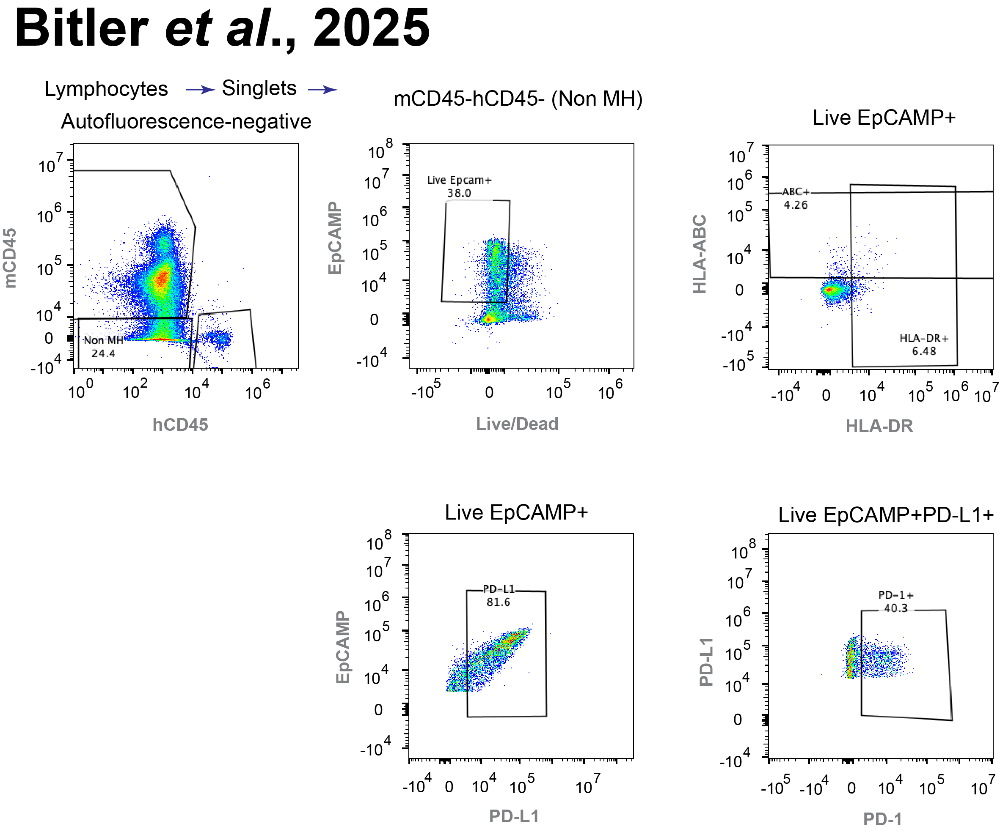 Bitler et al., 2025
Lymphocytes → Singlets →
Autofluorescence-negative
mCD45-hCD45- (Non MH)
Live EpCAMP+
mCD45
10^7
10^6
10^5
10^4
0
-10^4
Non MH
24.4
10^0 10^2 10^4 10^6
hCD45
EpCAMP
10^8
10^7
10^6
10^5
10^4
0
-10^4
Live Epcam+
38.0
-10^5 0 10^5 10^6
Live/Dead
HLA-ABC
10^7
10^6
10^5
10^4
0
-10^4
-10^5
ABC+
4.26
HLA-DR+
6.48
-10^4 0 10^4 10^5 10^6 10^7
HLA-DR
Live EpCAMP+
EpCAMP
10^8
10^7
10^6
10^5
10^4
0
-10^4
PD-L1
81.6
-10^4 0 10^4 10^5 10^7
PD-L1
Live EpCAMP+PD-L1+
PD-L1
10^8
10^7
10^6
10^5
10^4
0
-10^4
PD-1+
40.3
-10^5 -10^4 0 10^4 10^5 10^7
PD-1